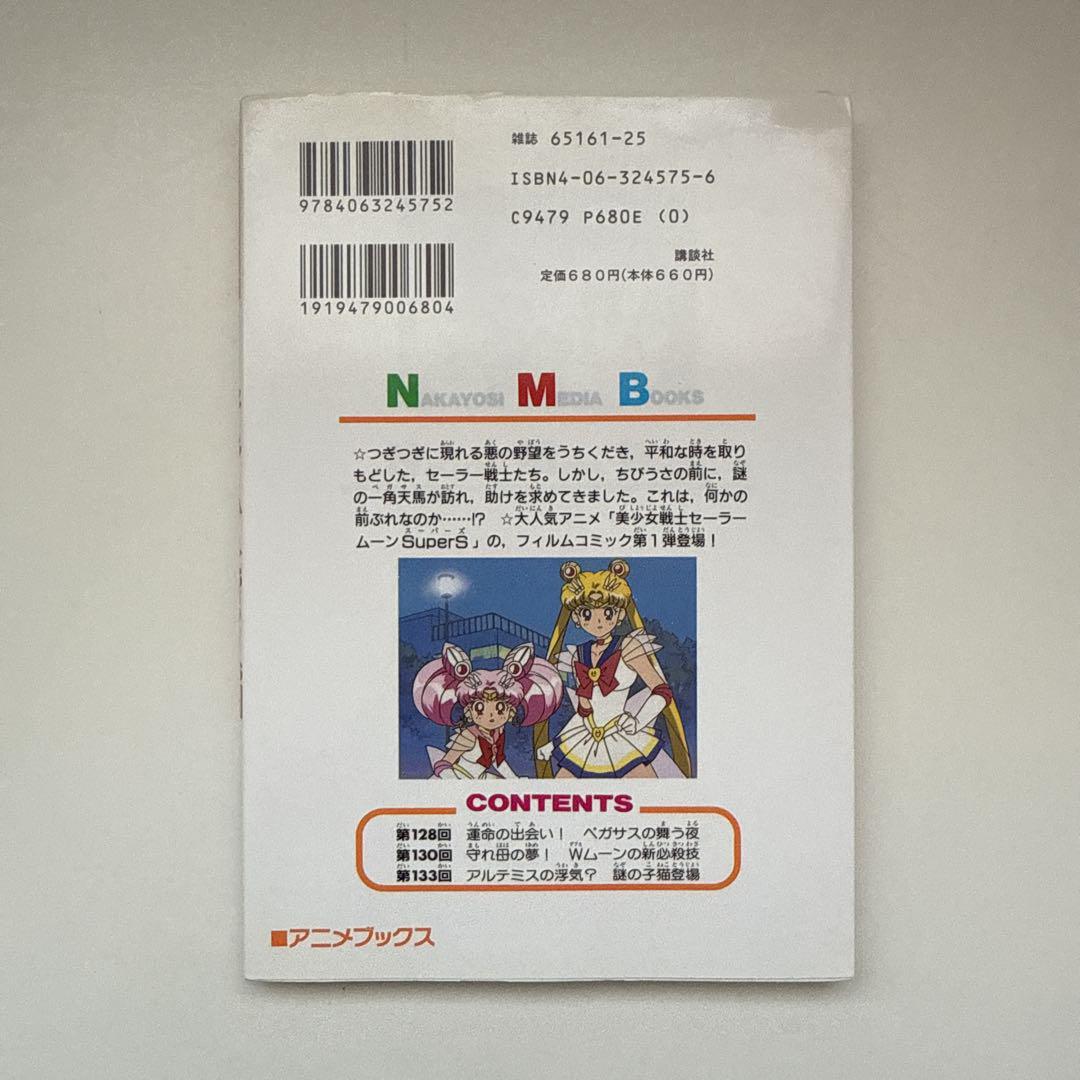 雑誌 65161-25
ISBN4-06-324575-6
9784063245752
C9479 P680E (0)
講談社
定価680円(本体660円)
1919479006804
NAKAYOSI MEDIA BOOKS
☆つぎつぎに現れる悪の野望をうちくだき，平和な時を取り
もどした，セーラー戦士たち。しかし，ちびうさの前に，謎
の一角天馬が訪れ，助けを求めてきました。これは，何かの
前ぶれなのか……!? ☆大人気アニメ「美少女戦士セーラー
ムーンSuperS」の，フィルムコミック第1弾登場！
CONTENTS
第128回 運命の出会い！ ペガサスの舞う夜
第130回 守れ母の夢！ Wムーンの新必殺技
第133回 アルテミスの浮気？ 謎の子猫登場
■アニメブックス